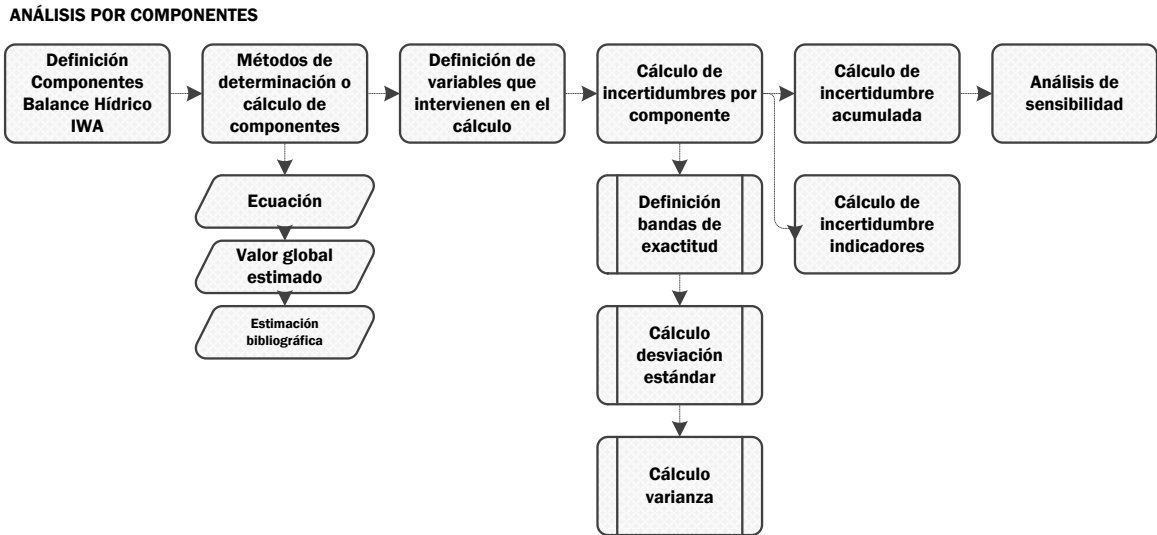 ANÁLISIS POR COMPONENTES
Definición
Componentes
Balance Hídrico
IWA
Métodos de
determinación o
cálculo de
componentes
Definición de
variables que
intervienen en el
cálculo
Cálculo de
incertidumbres por
componente
Cálculo de
incertidumbre
acumulada
Análisis de
sensibilidad
Ecuación
Valor global
estimado
Estimación
bibliográfica
Definición
bandas de
exactitud
Cálculo
desviación
estándar
Cálculo
varianza
Cálculo de
incertidumbre
indicadores